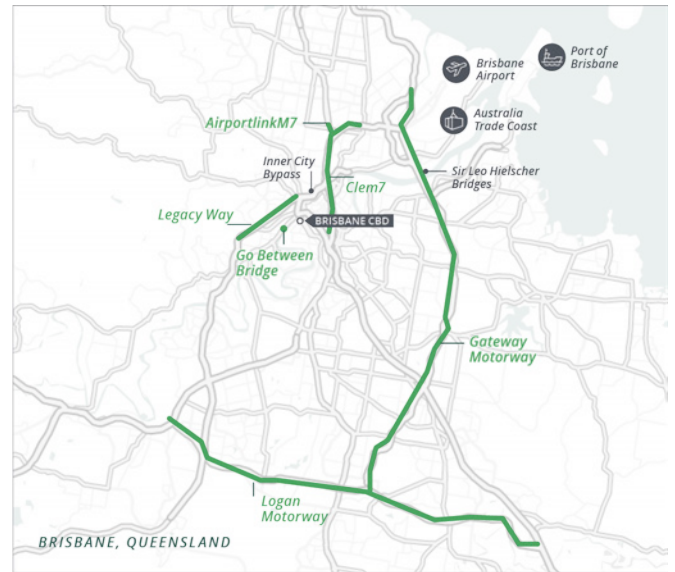 Brisbane
Airport
Port of
Brisbane
AirportlinkM7
Australia
Trade Coast
Inner City
Bypass
Clem7
Sir Leo Hielscher
Bridges
Legacy Way
BRISBANE CBD
Go Between
Bridge
Gateway
Motorway
Logan
Motorway
BRISBANE, QUEENSLAND